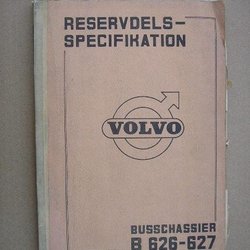 RESERVDELS-
SPECIFIKATION
VOLVO
BUSSCHASSIER
B 626-627